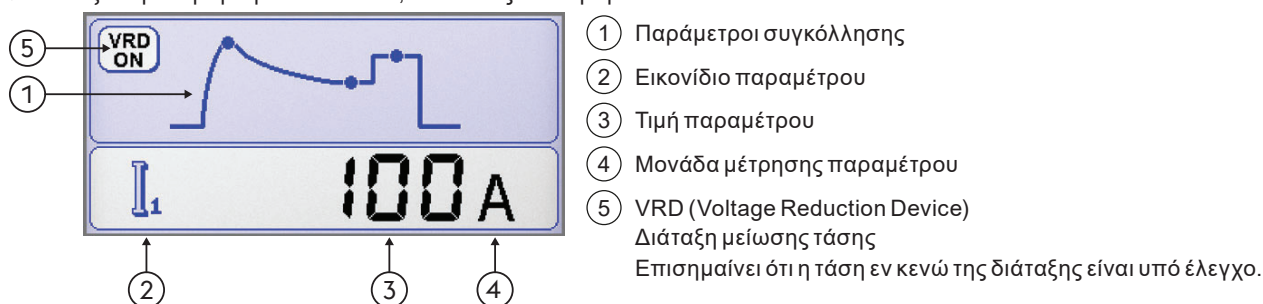 5 VRD ON
1
I1 100 A
2 3 4
1 Παράμετροι συγκόλλησης
2 Εικονίδιο παραμέτρου
3 Τιμή παραμέτρου
4 Μονάδα μέτρησης παραμέτρου
5 VRD (Voltage Reduction Device)
Διάταξη μείωσης τάσης
Επισημαίνει ότι η τάση εν κενώ της διάταξης είναι υπό έλεγχο.